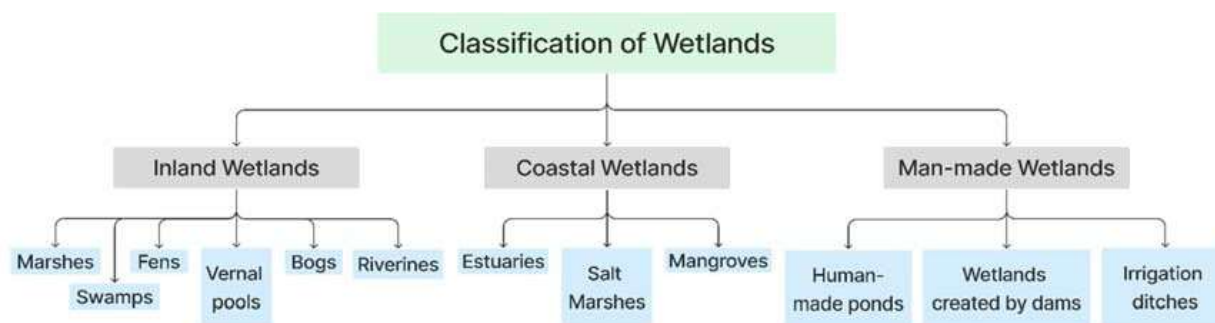 Classification of Wetlands
Inland Wetlands
Coastal Wetlands
Man-made Wetlands
Marshes
Swamps
Fens
Vernal
pools
Bogs
Riverines
Estuaries
Salt
Marshes
Mangroves
Human-
made ponds
Wetlands
created by dams
Irrigation
ditches